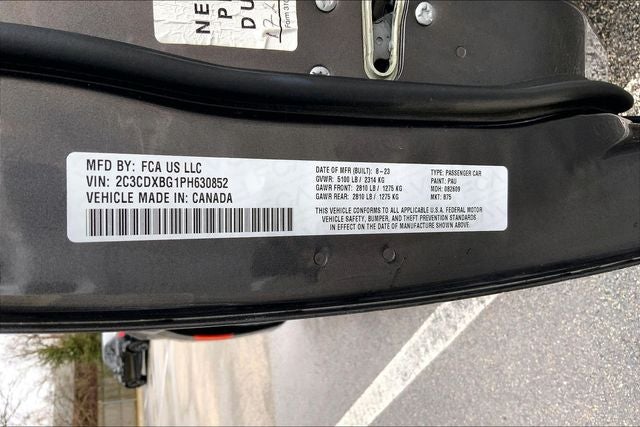 MFD BY: FCA US LLC
VIN: 2C3CDXBG1PH630852
VEHICLE MADE IN: CANADA
DATE OF MFR (BUILT): 8-23
GVWR: 5100 LB / 2314 KG
GAWR FRONT: 2810 LB / 1275 KG
GAWR REAR: 2810 LB / 1275 KG
TYPE: PASSENGER CAR
PAINT: PAU
MDH: 082809
MKT: B75
THIS VEHICLE CONFORMS TO ALL APPLICABLE U.S.A. FEDERAL MOTOR
VEHICLE SAFETY, BUMPER, AND THEFT PREVENTION STANDARDS
IN EFFECT ON THE DATE OF MANUFACTURE SHOWN ABOVE.